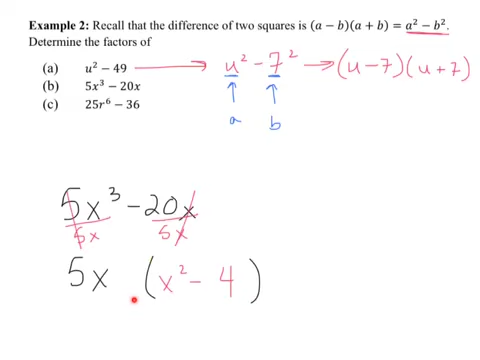 Example 2: Recall that the difference of two squares is (a − b)(a + b) = a² − b².
Determine the factors of
(a) u² − 49 → u² − 7² → (u − 7)(u + 7)
(b) 5x³ − 20x
(c) 25r⁶ − 36
↑ ↑
a b
5x³ − 20x
5x 5x
5x (x² − 4)